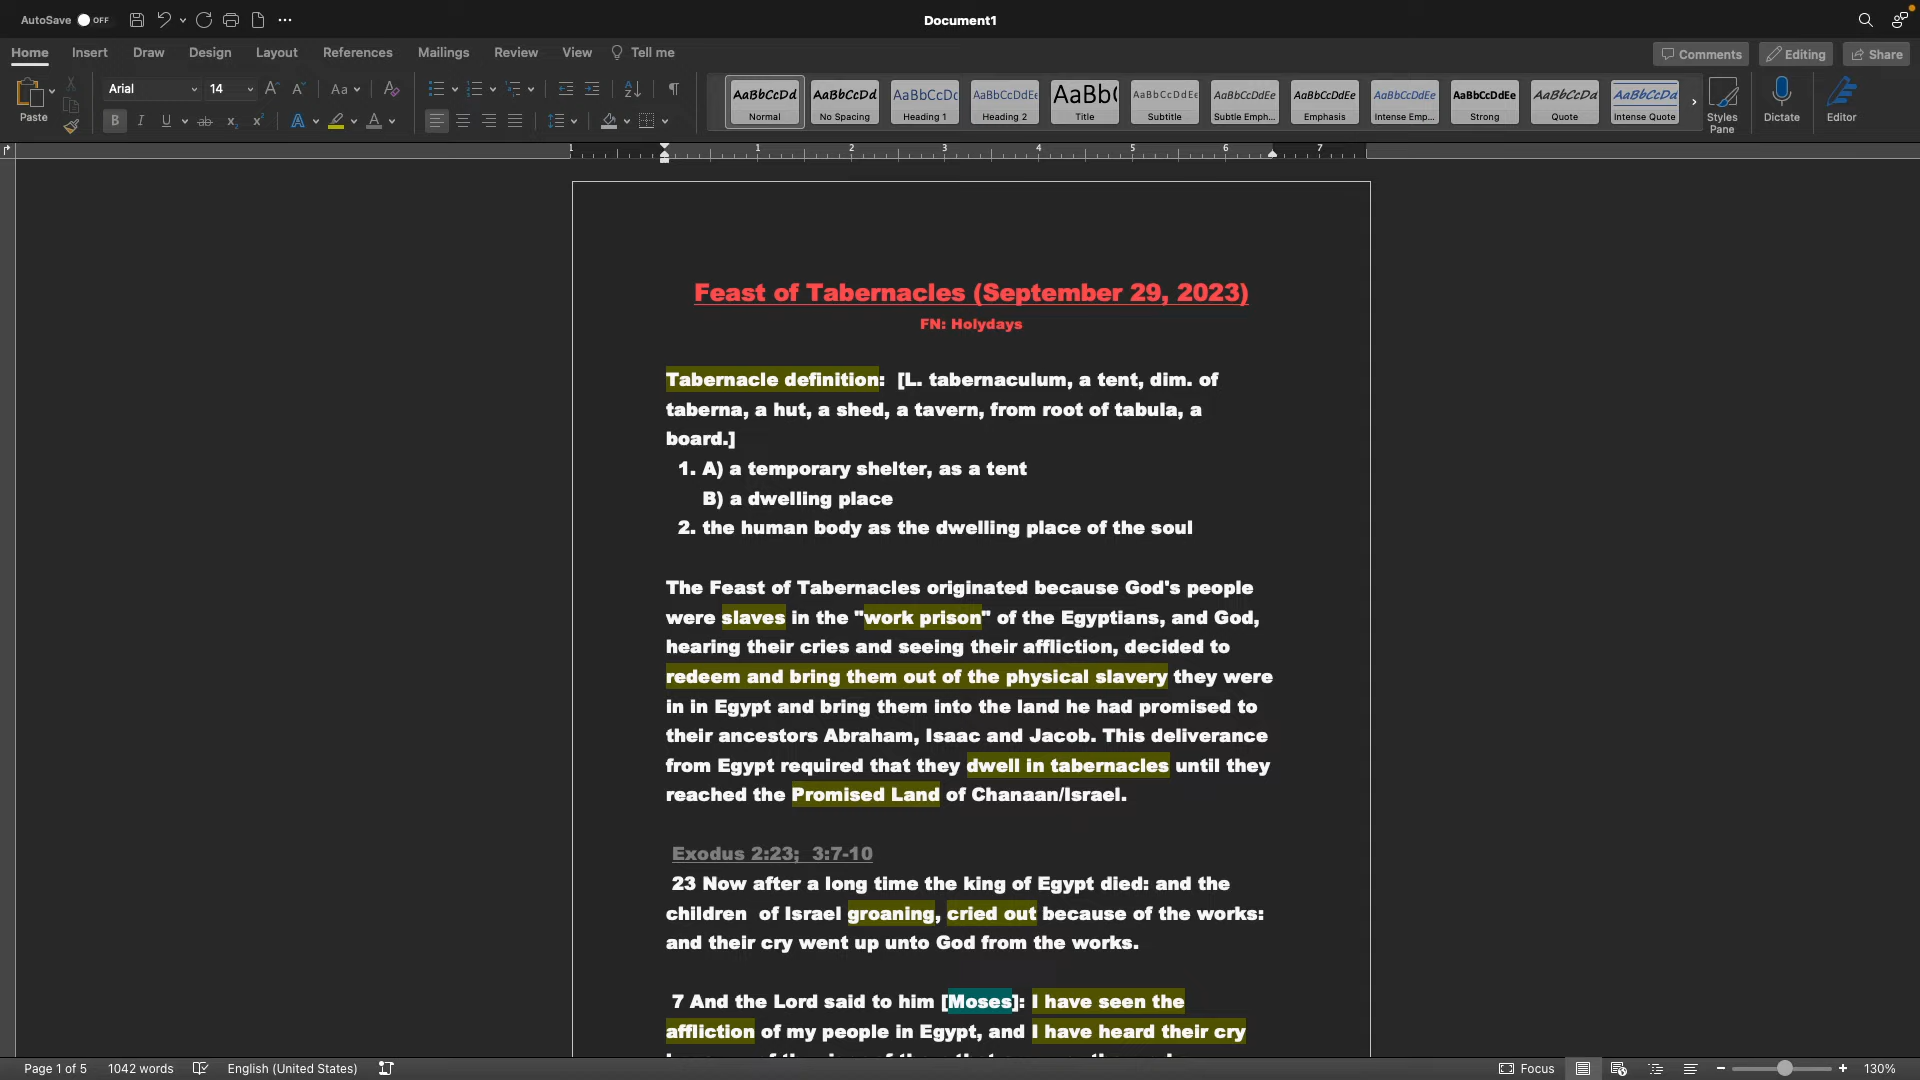 AutoSave OFF Document1
Home Insert Draw Design Layout References Mailings Review View Tell me Comments Editing Share
Paste Arial 14 Aa
AaBbCcDd AaBbCcDd AaBbCcDc AaBbCcDdEe AaBb( AaBbCcDdEe AaBbCcDdEe AaBbCcDdEe AaBbCcDdEe AaBbCcDdEe AaBbCcDd AaBbCcDd
Normal No Spacing Heading 1 Heading 2 Title Subtitle Subtle Emph... Emphasis Intense Emp... Strong Quote Intense Quote Styles Pane Dictate Editor
1 1 2 3 4 5 6 7
Feast of Tabernacles (September 29, 2023)
FN: Holydays
Tabernacle definition:  [L. tabernaculum, a tent, dim. of
taberna, a hut, a shed, a tavern, from root of tabula, a
board.]
1. A) a temporary shelter, as a tent
B) a dwelling place
2. the human body as the dwelling place of the soul
The Feast of Tabernacles originated because God's people
were slaves in the "work prison" of the Egyptians, and God,
hearing their cries and seeing their affliction, decided to
redeem and bring them out of the physical slavery they were
in in Egypt and bring them into the land he had promised to
their ancestors Abraham, Isaac and Jacob. This deliverance
from Egypt required that they dwell in tabernacles until they
reached the Promised Land of Chanaan/Israel.
Exodus 2:23;  3:7-10
23 Now after a long time the king of Egypt died: and the
children  of Israel groaning, cried out because of the works:
and their cry went up unto God from the works.
7 And the Lord said to him [Moses]: I have seen the
affliction of my people in Egypt, and I have heard their cry
Page 1 of 5 1042 words English (United States) Focus 130%